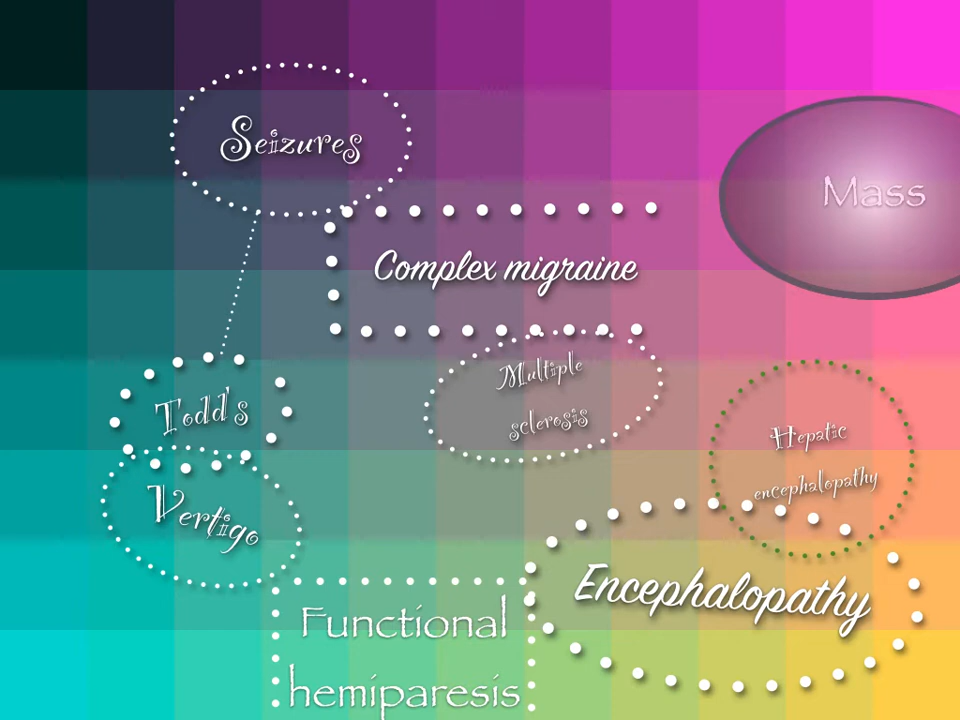 Seizures
Mass
Complex migraine
Multiple
sclerosis
Todd's
Hepatic
encephalopathy
Vertigo
Encephalopathy
Functional
hemiparesis